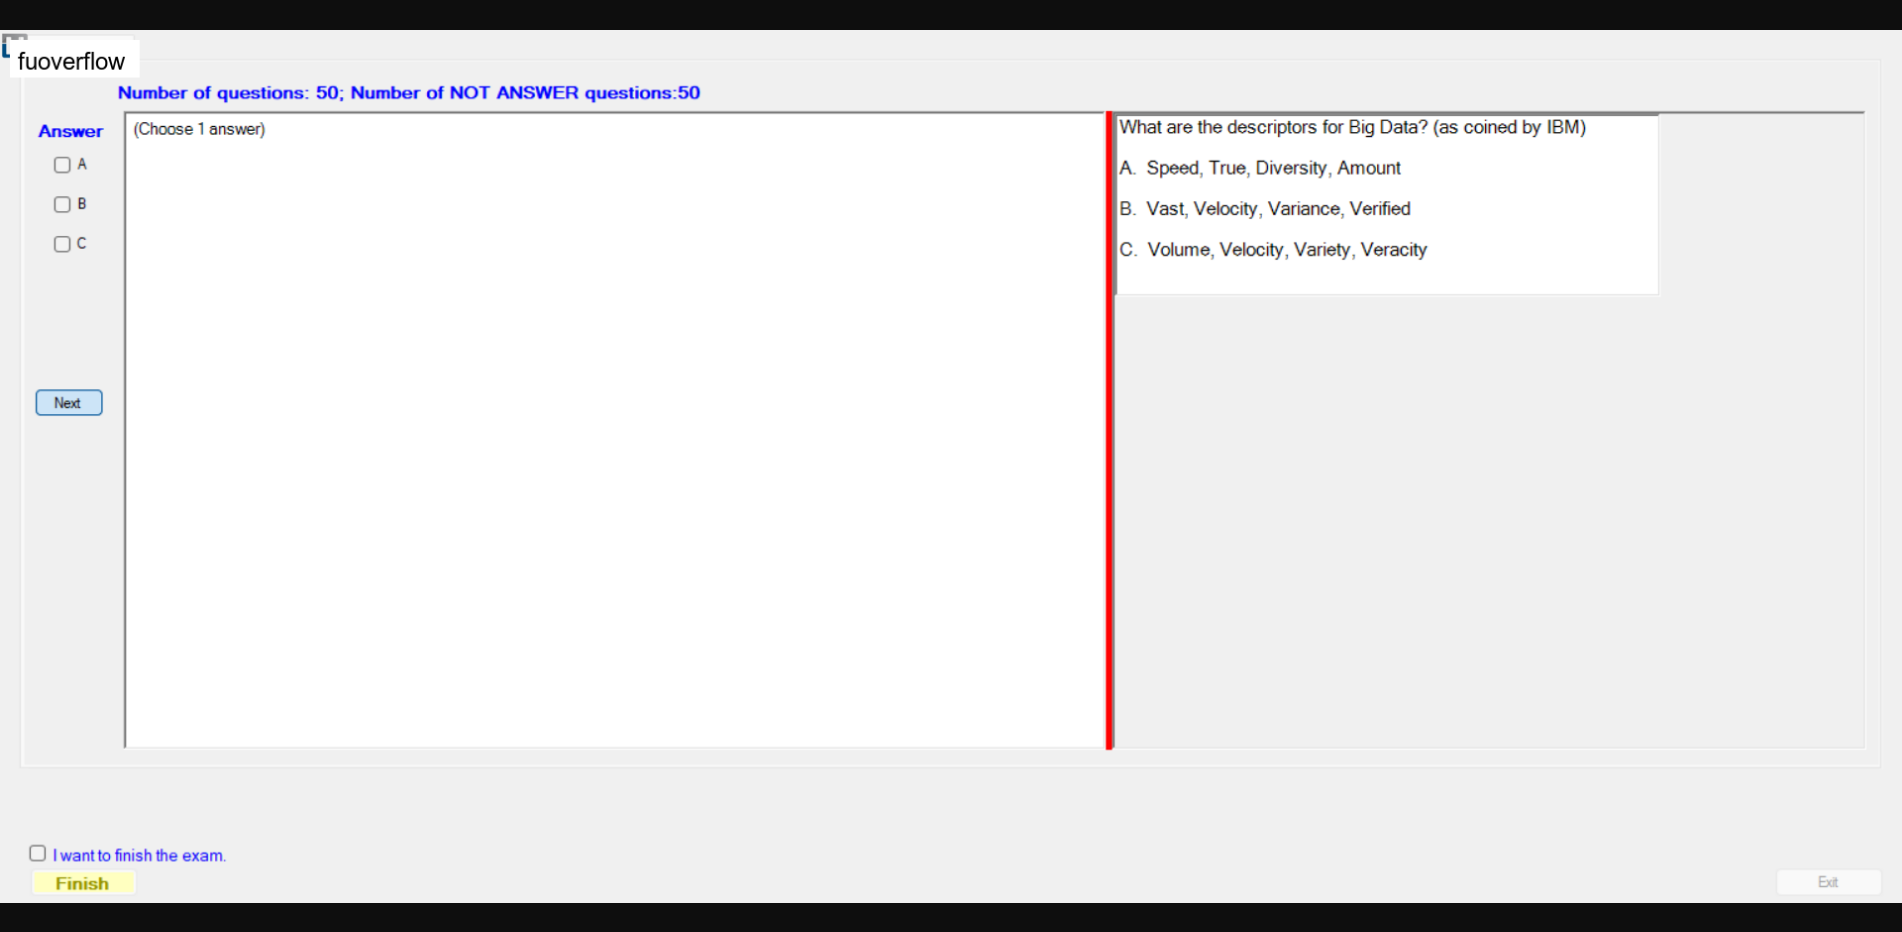 fuoverflow
Number of questions: 50; Number of NOT ANSWER questions:50
Answer
(Choose 1 answer)
A
B
C
Next
What are the descriptors for Big Data? (as coined by IBM)
A. Speed, True, Diversity, Amount
B. Vast, Velocity, Variance, Verified
C. Volume, Velocity, Variety, Veracity
I want to finish the exam.
Finish
Exit